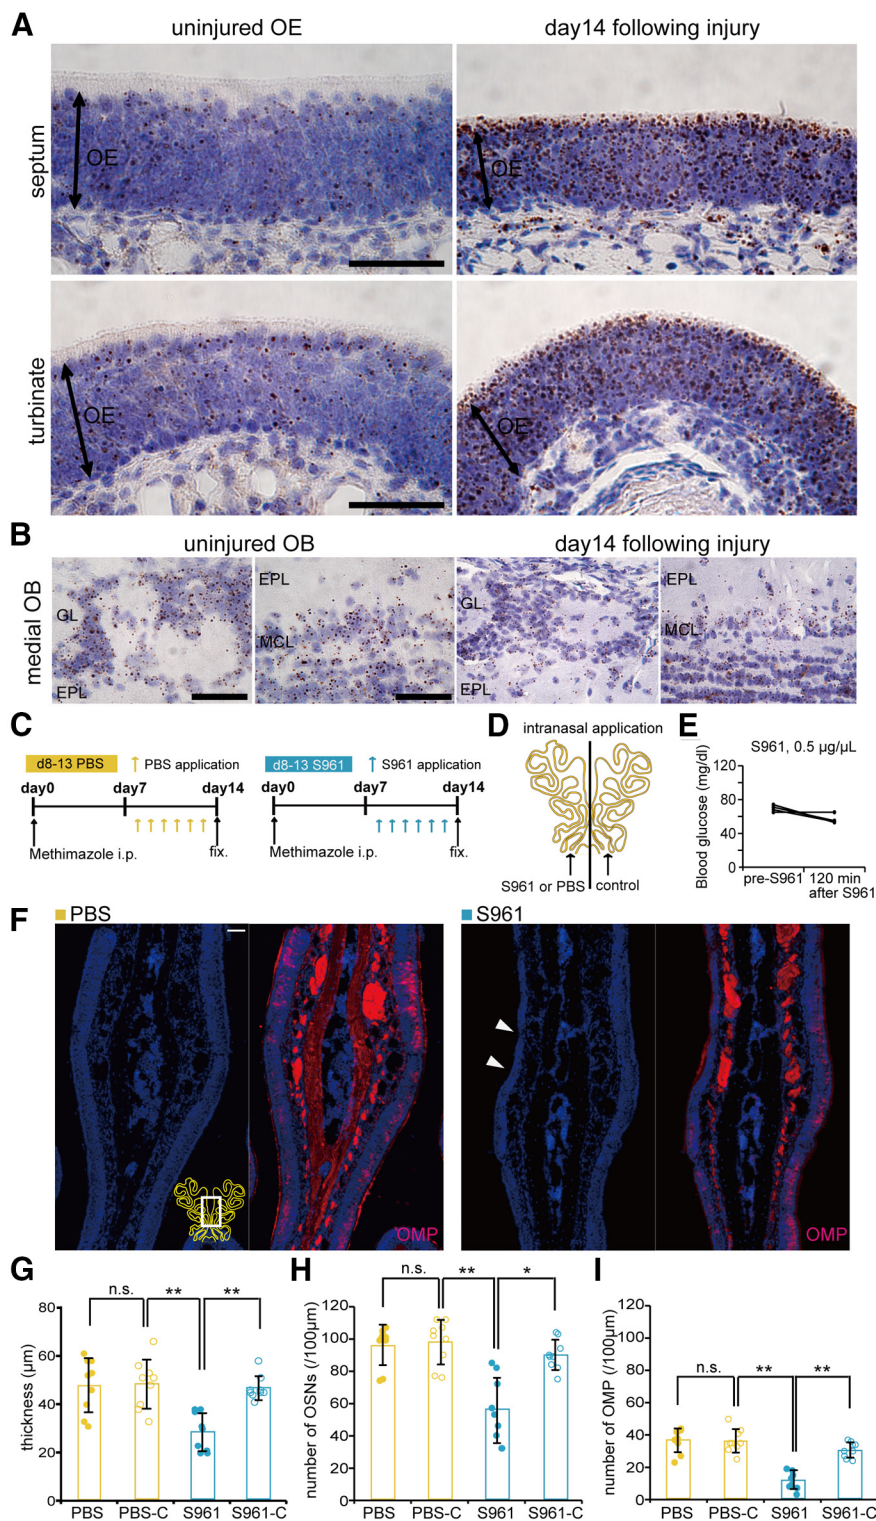 A
uninjured OE
day14 following injury
septum
OE
OE
turbinate
OE
OE
B
uninjured OB
day14 following injury
medial OB
GL
EPL
EPL
MCL
GL
EPL
EPL
MCL
C
d8-13 PBS
PBS application
day0
day7
day14
Methimazole i.p.
fix.
d8-13 S961
S961 application
day0
day7
day14
Methimazole i.p.
fix.
D
intranasal application
S961 or PBS
control
E
S961, 0.5 µg/µL
Blood glucose (mg/dl)
120
80
60
40
0
pre-S961
120 min
after S961
F
PBS
OMP
S961
OMP
G
n.s.
**
**
thickness (µm)
80
60
40
20
0
PBS
PBS-C
S961
S961-C
H
n.s.
**
*
number of OSNs (/100µm)
120
100
80
60
40
20
0
PBS
PBS-C
S961
S961-C
I
n.s.
**
**
number of OMP (/100µm)
120
100
80
60
40
20
0
PBS
PBS-C
S961
S961-C